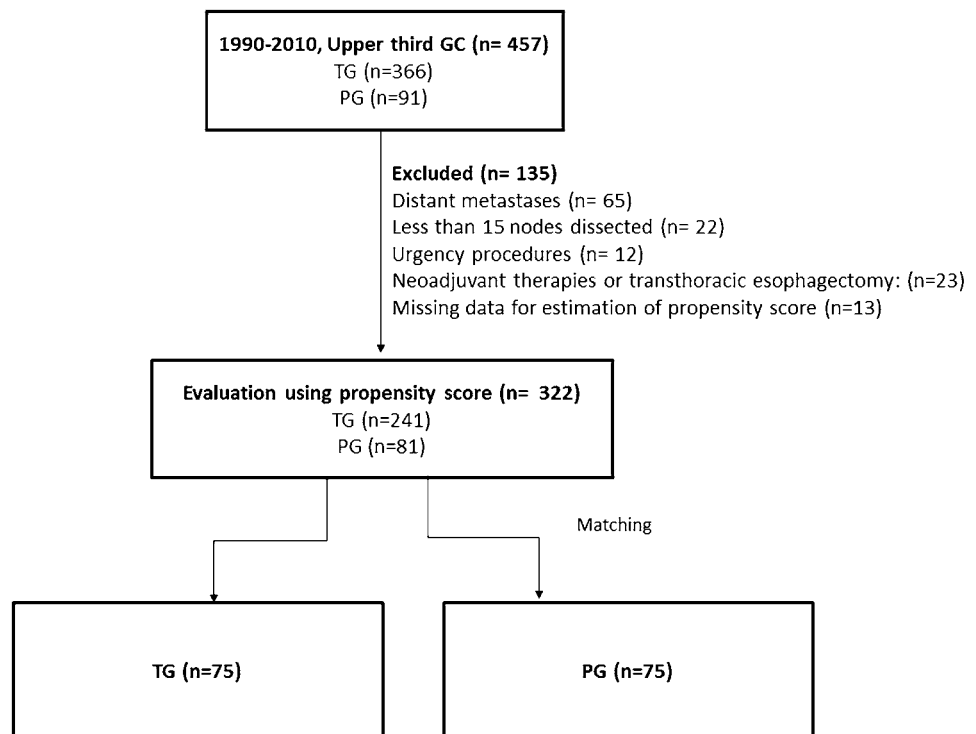 1990-2010, Upper third GC (n= 457)
TG (n=366)
PG (n=91)
Excluded (n= 135)
Distant metastases (n= 65)
Less than 15 nodes dissected (n= 22)
Urgency procedures (n= 12)
Neoadjuvant therapies or transthoracic esophagectomy: (n=23)
Missing data for estimation of propensity score (n=13)
Evaluation using propensity score (n= 322)
TG (n=241)
PG (n=81)
Matching
TG (n=75)
PG (n=75)